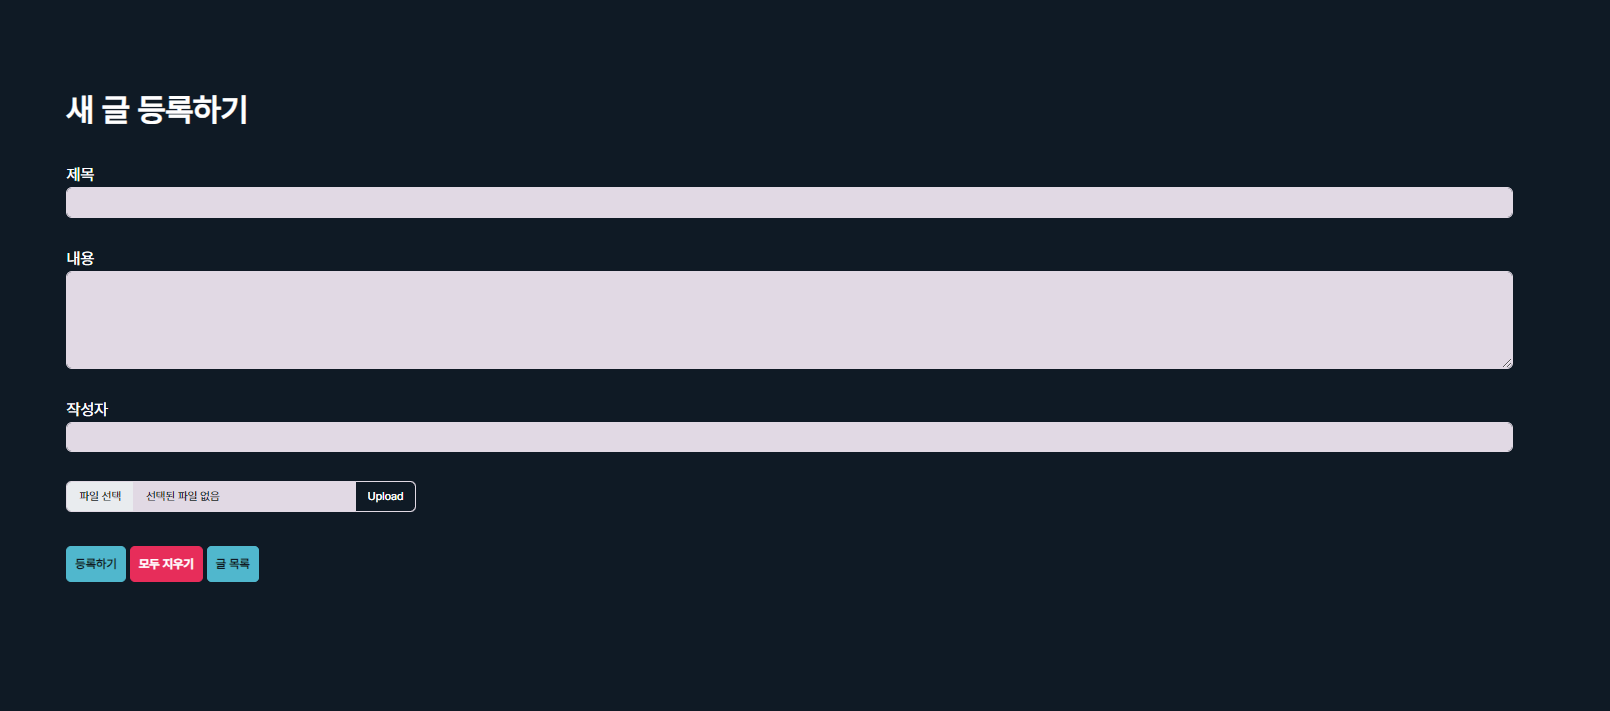 새 글 등록하기
제목
내용
작성자
파일 선택 선택된 파일 없음 Upload
등록하기 모두 지우기 글 목록